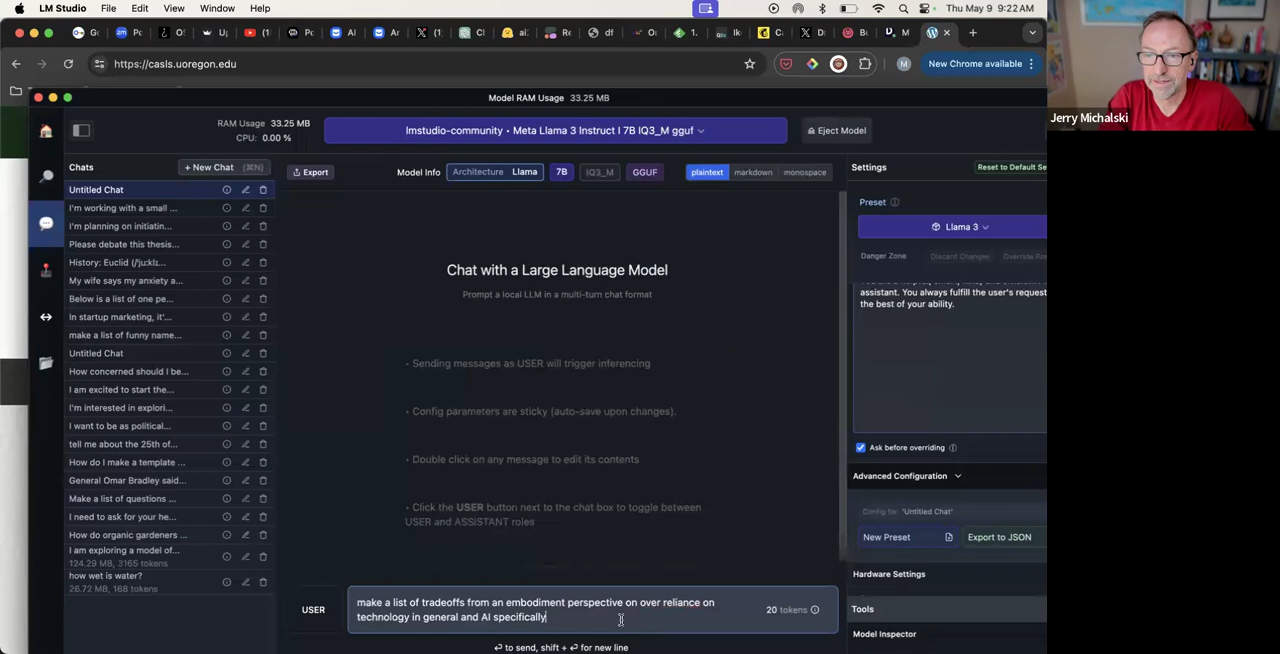 LM Studio File Edit View Window Help Thu May 9 9:22 AM
https://casls.uoregon.edu
M
New Chrome available
Model RAM Usage 33.25 MB
RAM Usage 33.25 MB
CPU: 0.00 %
lmstudio-community • Meta Llama 3 Instruct I 7B IQ3_M gguf
Eject Model
Chats
+ New Chat (⌘N)
Export
Model Info
Architecture Llama
7B
IQ3_M
GGUF
plaintext
markdown
monospace
Untitled Chat
I'm working with a small ...
I'm planning on initiatin...
Please debate this thesis...
History: Euclid (/ˈjuːklɪ...
My wife says my anxiety a...
Below is a list of one pe...
In startup marketing, it'...
make a list of funny name...
Untitled Chat
How concerned should I be...
I am excited to start the...
I'm interested in explori...
I want to be as political...
tell me about the 25th of...
How do I make a template ...
General Omar Bradley said...
Make a list of questions ...
I need to ask for your he...
How do organic gardeners ...
I am exploring a model of...
124.29 MB, 3165 tokens
how wet is water?
26.72 MB, 168 tokens
Chat with a Large Language Model
Prompt a local LLM in a multi-turn chat format
• Sending messages as USER will trigger inferencing
• Config parameters are sticky (auto-save upon changes).
• Double click on any message to edit its contents
• Click the USER button next to the chat box to toggle between
USER and ASSISTANT roles
USER
make a list of tradeoffs from an embodiment perspective on over reliance on
technology in general and AI specifically
20 tokens
⏎ to send, shift + ⏎ for new line
Settings
Reset to Default Se
Preset
Llama 3
Danger Zone
Discard Changes
Override Pre
assistant. You always fulfill the user's request
the best of your ability.
Ask before overriding
Advanced Configuration
Config for: "Untitled Chat"
New Preset
Export to JSON
Hardware Settings
Tools
Model Inspector
Jerry Michalski